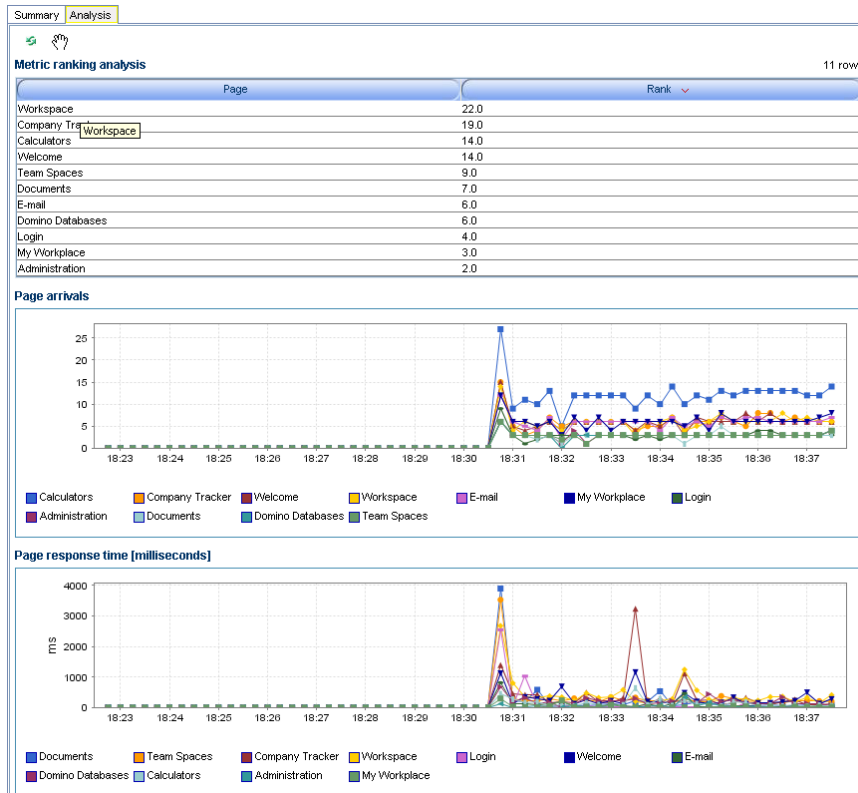 Summary Analysis
Metric ranking analysis 11 row
Page Rank
Workspace 22.0
Company Tra 19.0
Workspace
Calculators 14.0
Welcome 14.0
Team Spaces 9.0
Documents 7.0
E-mail 6.0
Domino Databases 6.0
Login 4.0
My Workplace 3.0
Administration 2.0
Page arrivals
25
20
15
10
5
0
18:23 18:24 18:25 18:26 18:27 18:28 18:29 18:30 18:31 18:32 18:33 18:34 18:35 18:36 18:37
Calculators Company Tracker Welcome Workspace E-mail My Workplace Login
Administration Documents Domino Databases Team Spaces
Page response time [milliseconds]
4000
3000
2000
1000
0
ms
18:23 18:24 18:25 18:26 18:27 18:28 18:29 18:30 18:31 18:32 18:33 18:34 18:35 18:36 18:37
Documents Team Spaces Company Tracker Workspace Login Welcome E-mail
Domino Databases Calculators Administration My Workplace